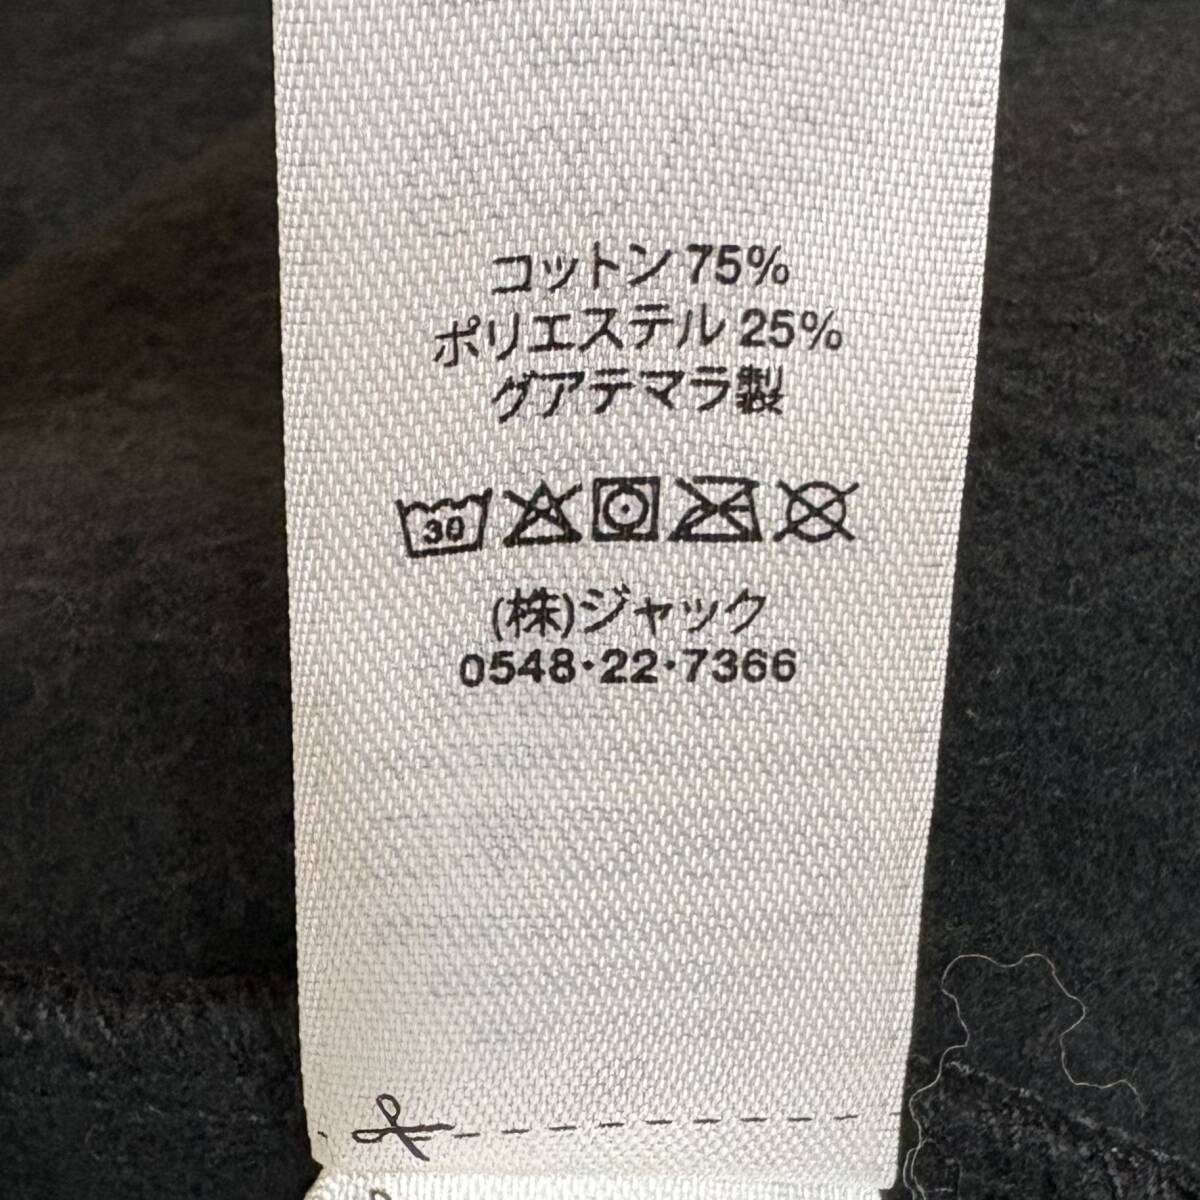 コットン 75%
ポリエステル 25%
グアテマラ製
30
(株)ジャック
0548·22·7366